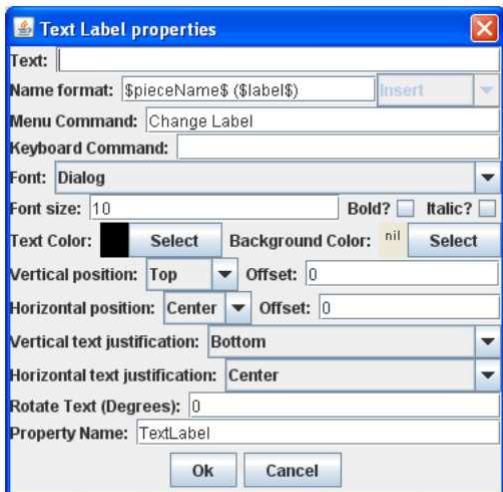 Text Label properties
Text:
Name format: $pieceName$ ($label$) Insert
Menu Command: Change Label
Keyboard Command:
Font: Dialog
Font size: 10 Bold? Italic?
Text Color: Select Background Color: nil Select
Vertical position: Top Offset: 0
Horizontal position: Center Offset: 0
Vertical text justification: Bottom
Horizontal text justification: Center
Rotate Text (Degrees): 0
Property Name: TextLabel
Ok Cancel